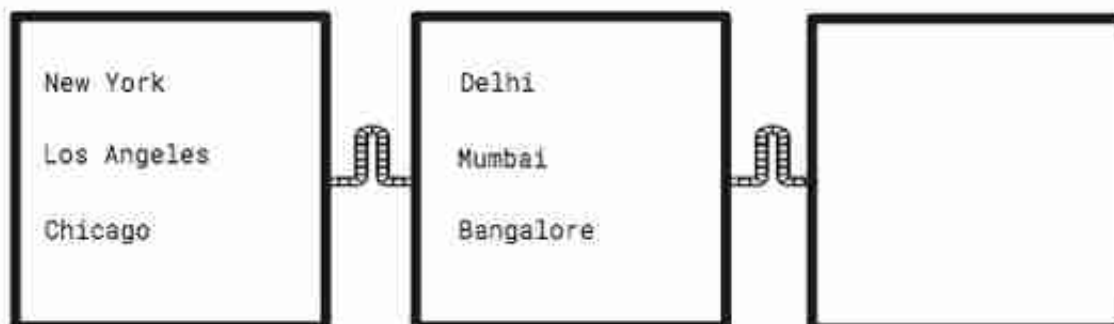 New York
Los Angeles
Chicago
Delhi
Mumbai
Bangalore